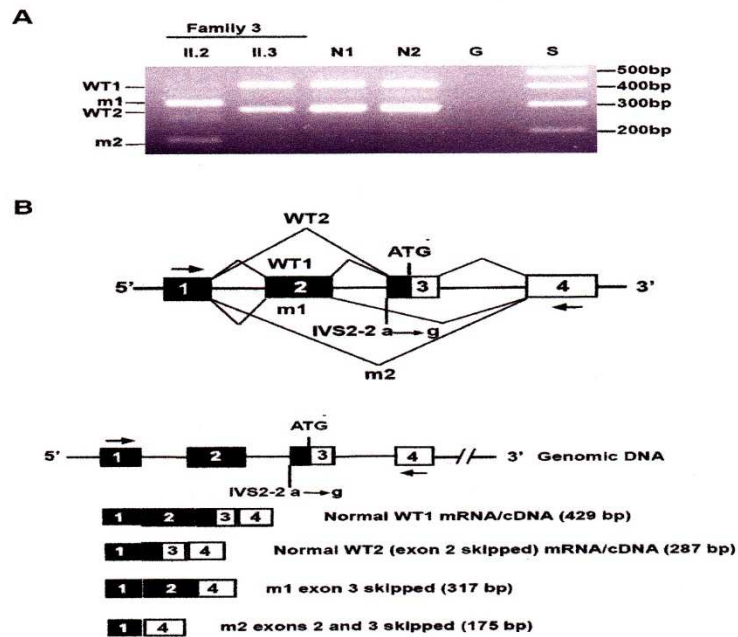 A
Family 3
II.2 II.3 N1 N2 G S
WT1
m1
WT2
m2
500bp
400bp
300bp
200bp
B
WT2
ATG
WT1
5' 1 2 3 4 3'
m1
IVS2-2 a→g
m2
ATG
5' 1 2 3 4 3' Genomic DNA
IVS2-2 a→g
1 2 3 4 Normal WT1 mRNA/cDNA (429 bp)
1 3 4 Normal WT2 (exon 2 skipped) mRNA/cDNA (287 bp)
1 2 4 m1 exon 3 skipped (317 bp)
1 4 m2 exons 2 and 3 skipped (175 bp)